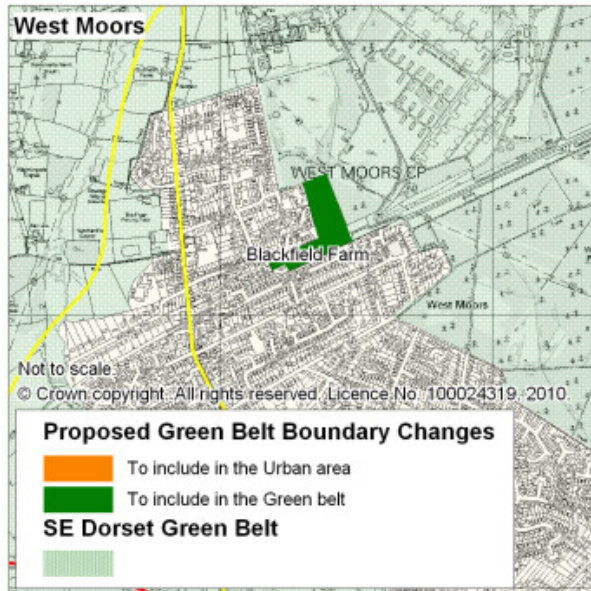 West Moors
WEST MOORS CP
Blackfield Farm
West Moors
Not to scale.
© Crown copyright. All rights reserved. Licence No. 100024319, 2010.
Proposed Green Belt Boundary Changes
To include in the Urban area
To include in the Green belt
SE Dorset Green Belt